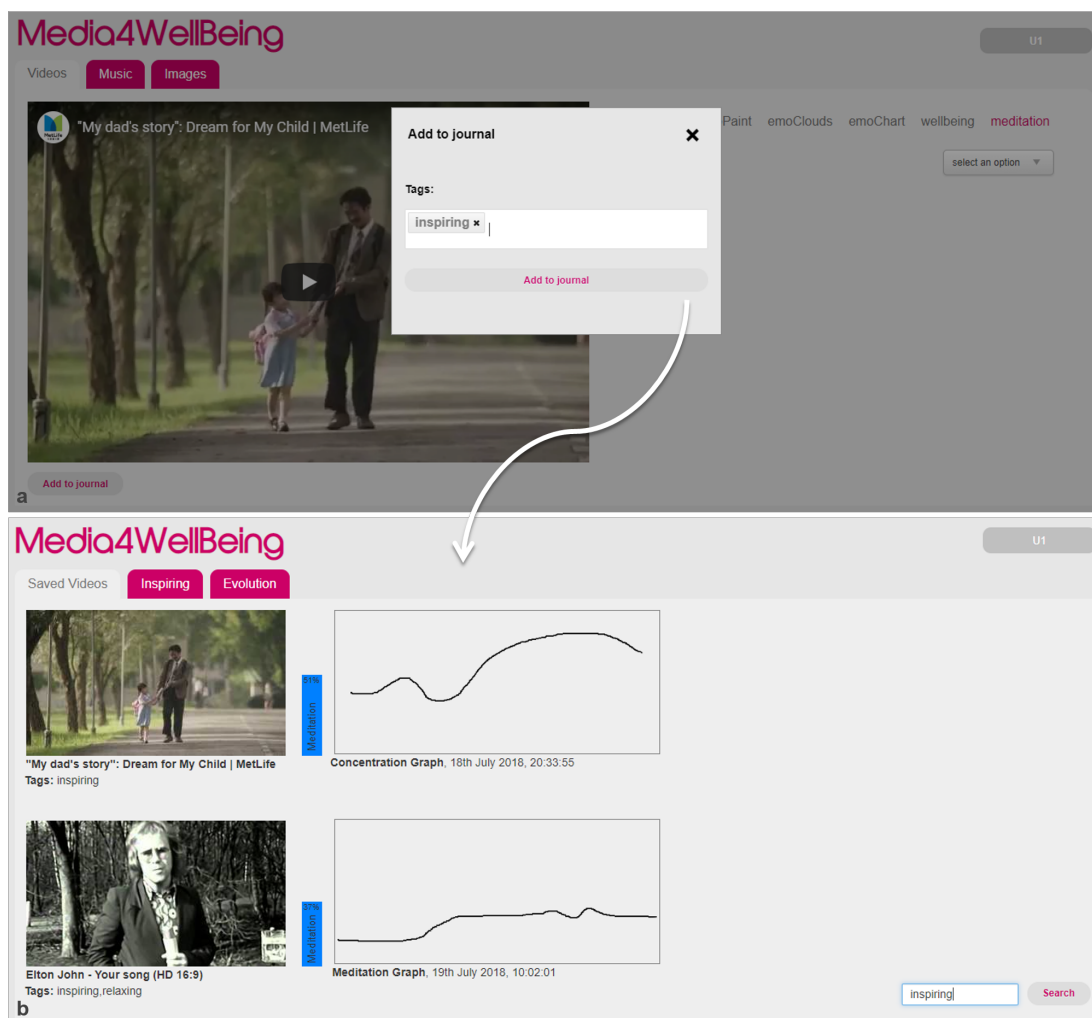 Media4WellBeing
U1
Videos Music Images
"My dad's story": Dream for My Child | MetLife
Add to journal ×
Paint emoClouds emoChart wellbeing meditation
select an option
Tags:
inspiring ×
Add to journal
Add to journal
a
Media4WellBeing
U1
Saved Videos Inspiring Evolution
51%
Meditation
"My dad's story": Dream for My Child | MetLife
Tags: inspiring
Concentration Graph, 18th July 2018, 20:33:55
37%
Meditation
Elton John - Your song (HD 16:9)
Tags: inspiring,relaxing
Meditation Graph, 19th July 2018, 10:02:01
inspiring Search
b